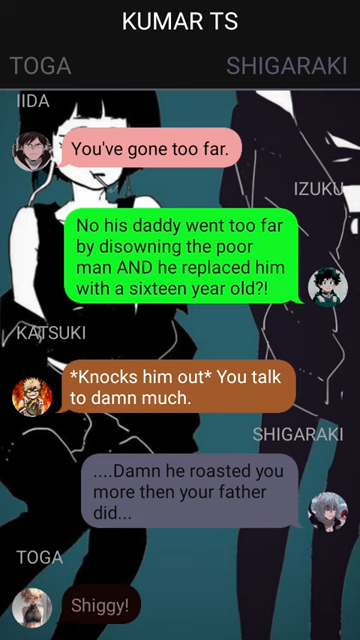 KUMAR TS
TOGA
SHIGARAKI
IIDA
You've gone too far.
IZUKU
No his daddy went too far
by disowning the poor
man AND he replaced him
with a sixteen year old?!
KATSUKI
*Knocks him out* You talk
to damn much.
SHIGARAKI
....Damn he roasted you
more then your father
did...
TOGA
Shiggy!